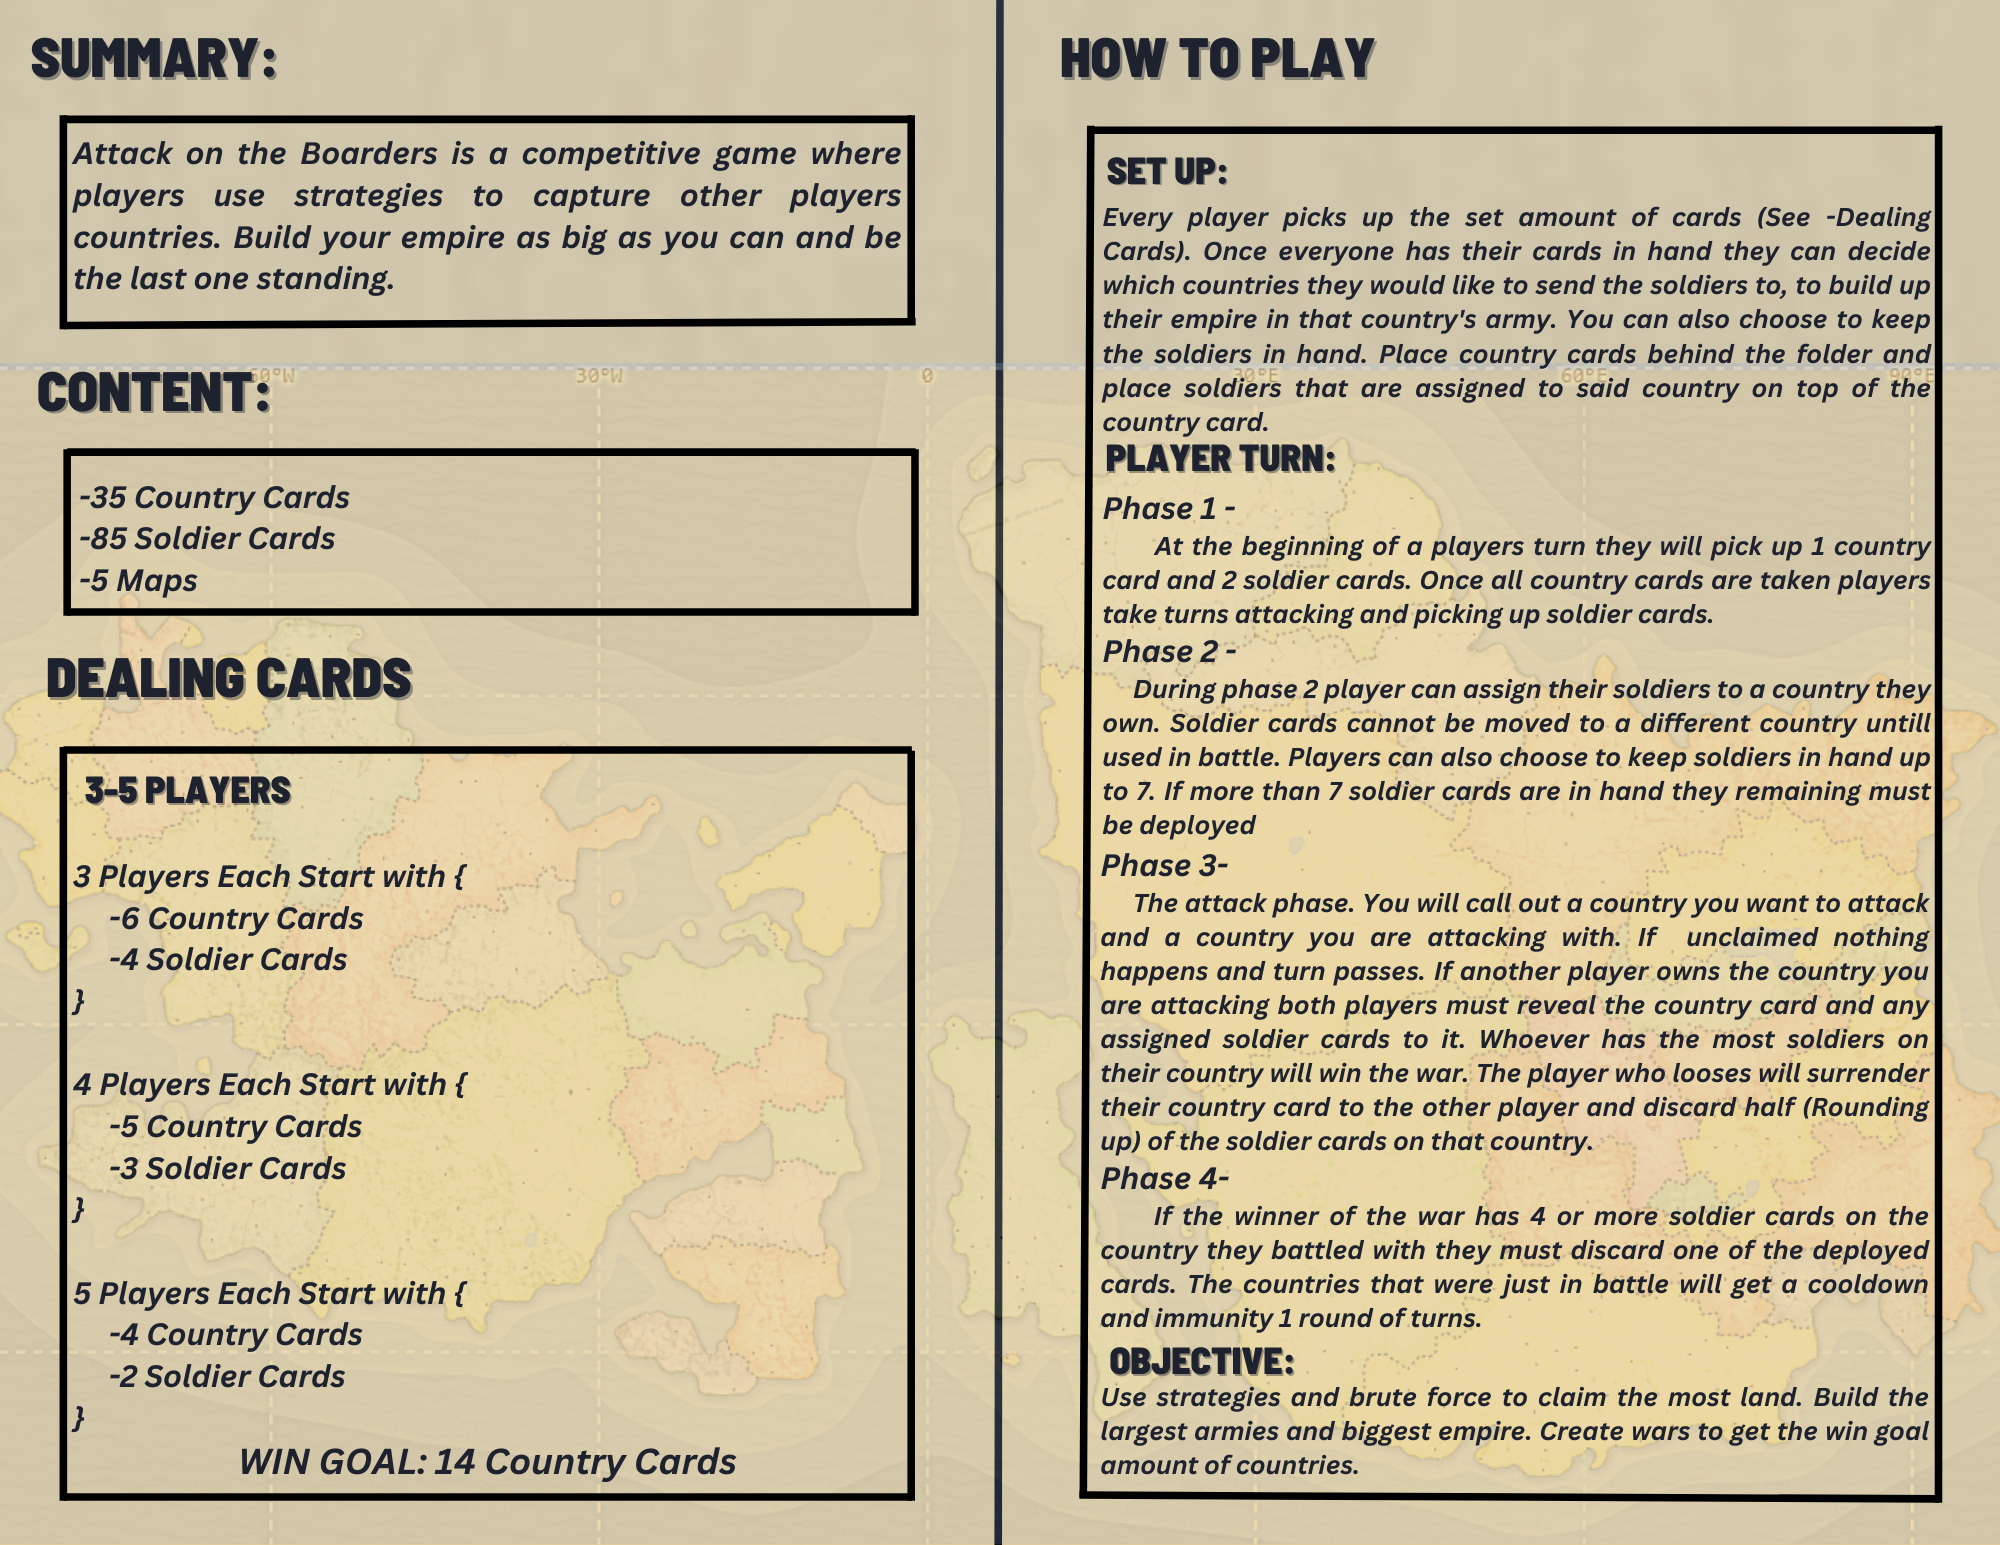 SUMMARY:
Attack on the Boarders is a competitive game where
players use strategies to capture other players
countries. Build your empire as big as you can and be
the last one standing.
CONTENT:
-35 Country Cards
-85 Soldier Cards
-5 Maps
DEALING CARDS
3-5 PLAYERS
3 Players Each Start with {
-6 Country Cards
-4 Soldier Cards
}
4 Players Each Start with {
-5 Country Cards
-3 Soldier Cards
}
5 Players Each Start with {
-4 Country Cards
-2 Soldier Cards
}
WIN GOAL: 14 Country Cards
30°W
0
HOW TO PLAY
SET UP:
Every player picks up the set amount of cards (See -Dealing
Cards). Once everyone has their cards in hand they can decide
which countries they would like to send the soldiers to, to build up
their empire in that country's army. You can also choose to keep
the soldiers in hand. Place country cards behind the folder and
place soldiers that are assigned to said country on top of the
country card.
30°E 60°E 90°E
PLAYER TURN:
Phase 1 -
At the beginning of a players turn they will pick up 1 country
card and 2 soldier cards. Once all country cards are taken players
take turns attacking and picking up soldier cards.
Phase 2 -
During phase 2 player can assign their soldiers to a country they
own. Soldier cards cannot be moved to a different country untill
used in battle. Players can also choose to keep soldiers in hand up
to 7. If more than 7 soldier cards are in hand they remaining must
be deployed
Phase 3-
The attack phase. You will call out a country you want to attack
and a country you are attacking with. If unclaimed nothing
happens and turn passes. If another player owns the country you
are attacking both players must reveal the country card and any
assigned soldier cards to it. Whoever has the most soldiers on
their country will win the war. The player who looses will surrender
their country card to the other player and discard half (Rounding
up) of the soldier cards on that country.
Phase 4-
If the winner of the war has 4 or more soldier cards on the
country they battled with they must discard one of the deployed
cards. The countries that were just in battle will get a cooldown
and immunity 1 round of turns.
OBJECTIVE:
Use strategies and brute force to claim the most land. Build the
largest armies and biggest empire. Create wars to get the win goal
amount of countries.